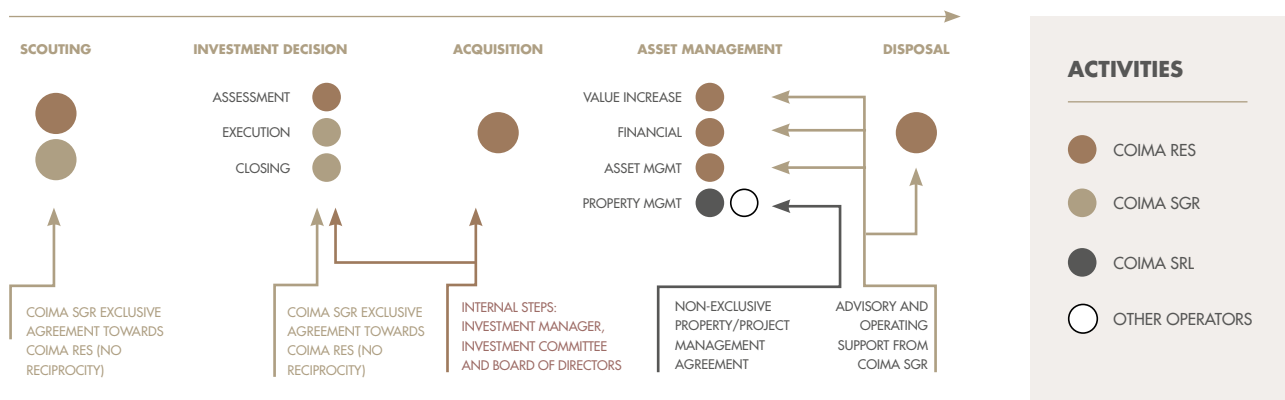 SCOUTING
INVESTMENT DECISION
ACQUISITION
ASSET MANAGEMENT
DISPOSAL
ASSESSMENT
EXECUTION
CLOSING
VALUE INCREASE
FINANCIAL
ASSET MGMT
PROPERTY MGMT
COIMA SGR EXCLUSIVE
AGREEMENT TOWARDS
COIMA RES (NO
RECIPROCITY)
COIMA SGR EXCLUSIVE
AGREEMENT TOWARDS
COIMA RES (NO
RECIPROCITY)
INTERNAL STEPS:
INVESTMENT MANAGER,
INVESTMENT COMMITTEE
AND BOARD OF DIRECTORS
NON-EXCLUSIVE
PROPERTY/PROJECT
MANAGEMENT
AGREEMENT
ADVISORY AND
OPERATING
SUPPORT FROM
COIMA SGR
ACTIVITIES
COIMA RES
COIMA SGR
COIMA SRL
OTHER OPERATORS